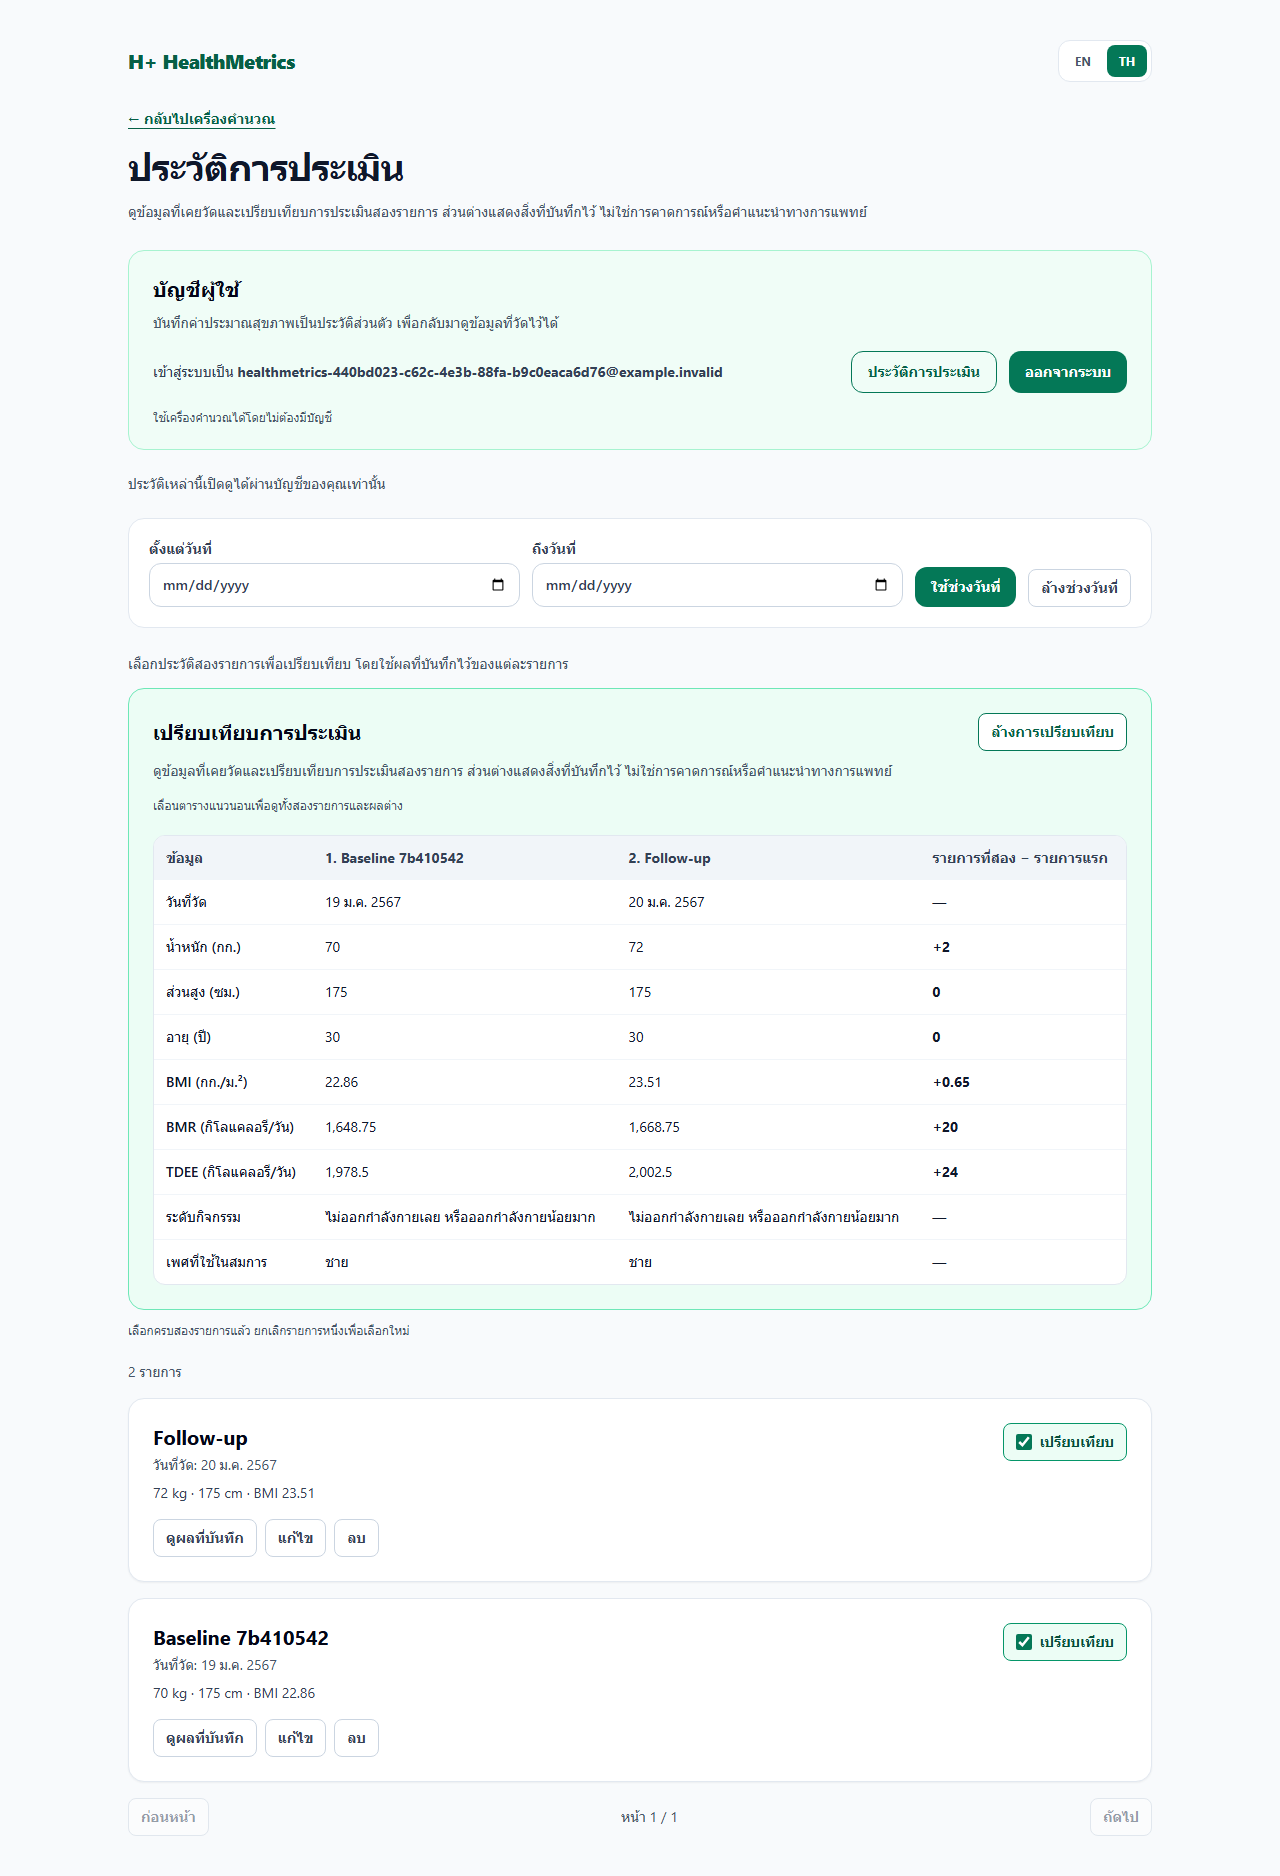 H+ HealthMetrics
EN TH
← กลับไปเครื่องคำนวณ
ประวัติการประเมิน
ดูข้อมูลที่เคยวัดและเปรียบเทียบการประเมินสองรายการ ส่วนต่างแสดงสิ่งที่บันทึกไว้ ไม่ใช่การคาดการณ์หรือคำแนะนำทางการแพทย์
บัญชีผู้ใช้
บันทึกค่าประมาณสุขภาพเป็นประวัติส่วนตัว เพื่อกลับมาดูข้อมูลที่วัดไว้ได้
เข้าสู่ระบบเป็น healthmetrics-440bd023-c62c-4e3b-88fa-b9c0eaca6d76@example.invalid ประวัติการประเมิน ออกจากระบบ
ใช้เครื่องคำนวณได้โดยไม่ต้องมีบัญชี
ประวัติเหล่านี้เปิดดูได้ผ่านบัญชีของคุณเท่านั้น
ตั้งแต่วันที่ ถึงวันที่
mm/dd/yyyy mm/dd/yyyy ใช้ช่วงวันที่ ล้างช่วงวันที่
เลือกประวัติสองรายการเพื่อเปรียบเทียบ โดยใช้ผลที่บันทึกไว้ของแต่ละรายการ
เปรียบเทียบการประเมิน ล้างการเปรียบเทียบ
ดูข้อมูลที่เคยวัดและเปรียบเทียบการประเมินสองรายการ ส่วนต่างแสดงสิ่งที่บันทึกไว้ ไม่ใช่การคาดการณ์หรือคำแนะนำทางการแพทย์
เลื่อนตารางแนวนอนเพื่อดูทั้งสองรายการและผลต่าง
ข้อมูล 1. Baseline 7b410542 2. Follow-up รายการที่สอง − รายการแรก
วันที่วัด 19 ม.ค. 2567 20 ม.ค. 2567 —
น้ำหนัก (กก.) 70 72 +2
ส่วนสูง (ซม.) 175 175 0
อายุ (ปี) 30 30 0
BMI (กก./ม.²) 22.86 23.51 +0.65
BMR (กิโลแคลอรี/วัน) 1,648.75 1,668.75 +20
TDEE (กิโลแคลอรี/วัน) 1,978.5 2,002.5 +24
ระดับกิจกรรม ไม่ออกกำลังกายเลย หรือออกกำลังกายน้อยมาก ไม่ออกกำลังกายเลย หรือออกกำลังกายน้อยมาก —
เพศที่ใช้ในสมการ ชาย ชาย —
เลือกครบสองรายการแล้ว ยกเลิกรายการหนึ่งเพื่อเลือกใหม่
2 รายการ
Follow-up เปรียบเทียบ
วันที่วัด: 20 ม.ค. 2567
72 kg · 175 cm · BMI 23.51
ดูผลที่บันทึก แก้ไข ลบ
Baseline 7b410542 เปรียบเทียบ
วันที่วัด: 19 ม.ค. 2567
70 kg · 175 cm · BMI 22.86
ดูผลที่บันทึก แก้ไข ลบ
ก่อนหน้า หน้า 1 / 1 ถัดไป